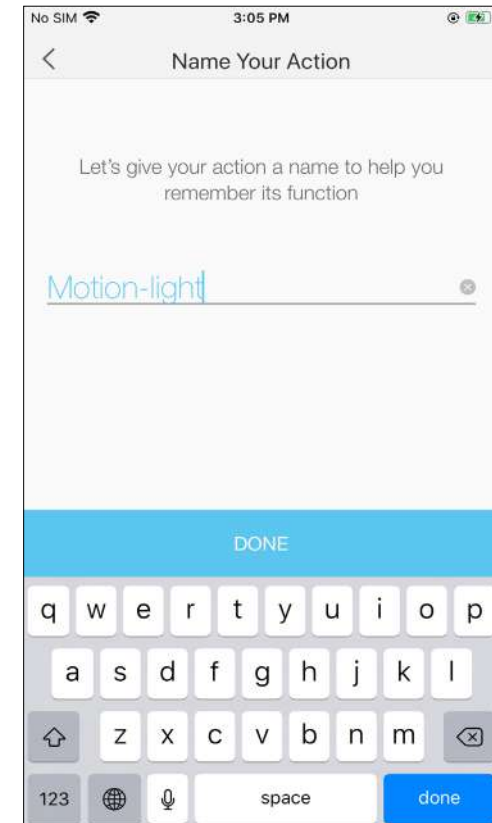 No SIM 3:05 PM
Name Your Action
Let's give your action a name to help you
remember its function
Motion-light
DONE
q w e r t y u i o p
a s d f g h j k l
z x c v b n m
123 space done